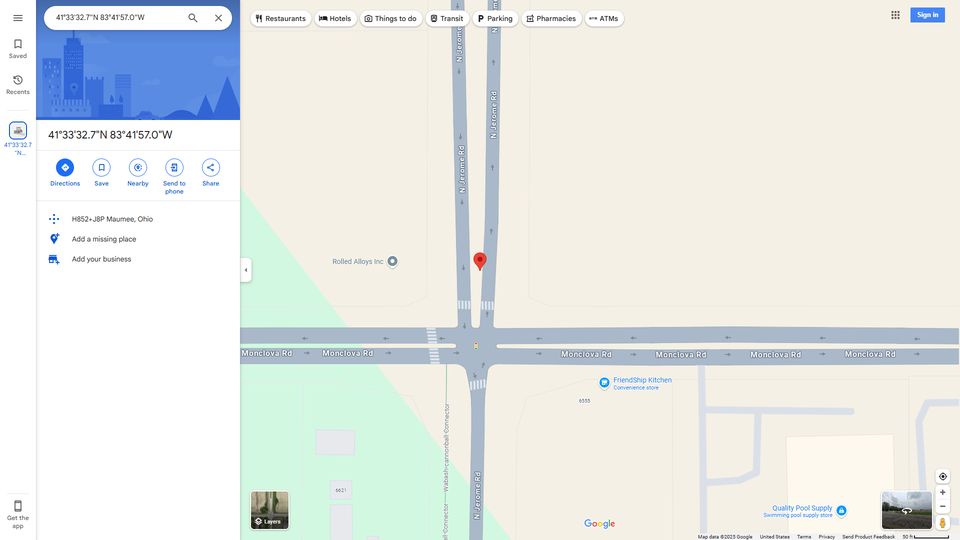 41°33'32.7"N 83°41'57.0"W
Restaurants
Hotels
Things to do
Transit
Parking
Pharmacies
ATMs
Sign in
Saved
Recents
41°33'32.7
"N...
41°33'32.7"N 83°41'57.0"W
Directions
Save
Nearby
Send to
phone
Share
H852+J8P Maumee, Ohio
Add a missing place
Add your business
N Jerome Rd
N Jerome Rd
N Jerome Rd
N Jerome Rd
Rolled Alloys Inc
Monclova Rd
Monclova Rd
Monclova Rd
Monclova Rd
Monclova Rd
Monclova Rd
FriendShip Kitchen
Convenience store
6555
Wabash-cannonball Connector
Connector
6621
N Jerome Rd
Quality Pool Supply
Swimming pool supply store
Layers
Google
Get the
app
Map data ©2025 Google
United States
Terms
Privacy
Send Product Feedback
50 ft